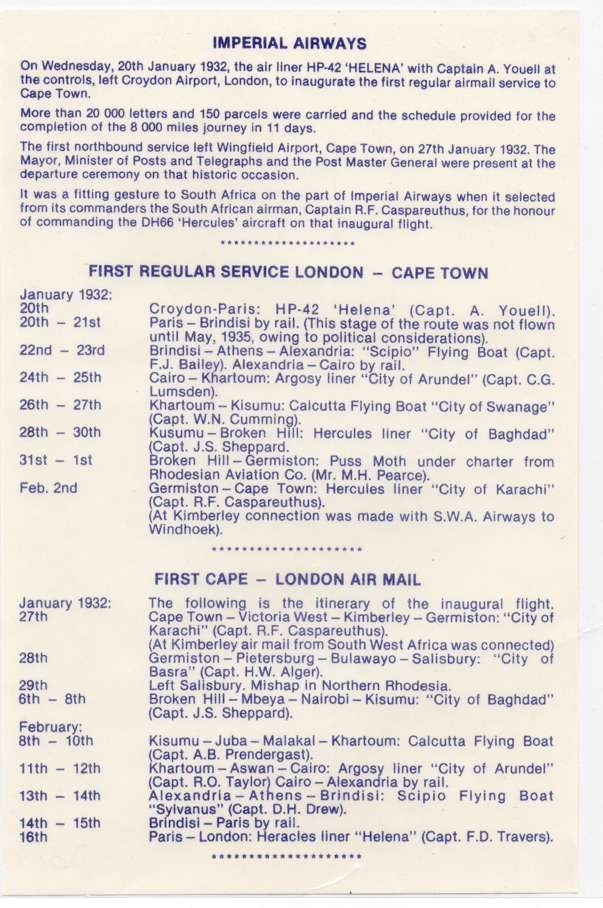 IMPERIAL AIRWAYS
On Wednesday, 20th January 1932, the air liner HP-42 'HELENA' with Captain A. Youell at
the controls, left Croydon Airport, London, to inaugurate the first regular airmail service to
Cape Town.
More than 20 000 letters and 150 parcels were carried and the schedule provided for the
completion of the 8 000 miles journey in 11 days.
The first northbound service left Wingfield Airport, Cape Town, on 27th January 1932. The
Mayor, Minister of Posts and Telegraphs and the Post Master General were present at the
departure ceremony on that historic occasion.
It was a fitting gesture to South Africa on the part of Imperial Airways when it selected
from its commanders the South African airman, Captain R.F. Caspareuthus, for the honour
of commanding the DH66 'Hercules' aircraft on that inaugural flight.
********************
FIRST REGULAR SERVICE LONDON – CAPE TOWN
January 1932:
20th Croydon-Paris: HP-42 'Helena' (Capt. A. Youell).
20th – 21st Paris – Brindisi by rail. (This stage of the route was not flown
until May, 1935, owing to political considerations).
22nd – 23rd Brindisi – Athens – Alexandria: "Scipio" Flying Boat (Capt.
F.J. Bailey). Alexandria – Cairo by rail.
24th – 25th Cairo – Khartoum: Argosy liner "City of Arundel" (Capt. C.G.
Lumsden).
26th – 27th Khartoum – Kisumu: Calcutta Flying Boat "City of Swanage"
(Capt. W.N. Cumming).
28th – 30th Kusumu – Broken Hill: Hercules liner "City of Baghdad"
(Capt. J.S. Sheppard.
31st – 1st Broken Hill – Germiston: Puss Moth under charter from
Rhodesian Aviation Co. (Mr. M.H. Pearce).
Feb. 2nd Germiston – Cape Town: Hercules liner "City of Karachi"
(Capt. R.F. Caspareuthus).
(At Kimberley connection was made with S.W.A. Airways to
Windhoek).
********************
FIRST CAPE – LONDON AIR MAIL
January 1932: The following is the itinerary of the inaugural flight.
27th Cape Town – Victoria West – Kimberley – Germiston: "City of
Karachi" (Capt. R.F. Caspareuthus).
(At Kimberley air mail from South West Africa was connected)
28th Germiston – Pietersburg – Bulawayo – Salisbury: "City of
Basra" (Capt. H.W. Alger).
29th Left Salisbury. Mishap in Northern Rhodesia.
6th – 8th Broken Hill – Mbeya – Nairobi – Kisumu: "City of Baghdad"
(Capt. J.S. Sheppard).
February:
8th – 10th Kisumu – Juba – Malakal – Khartoum: Calcutta Flying Boat
(Capt. A.B. Prendergast).
11th – 12th Khartoum – Aswan – Cairo: Argosy liner "City of Arundel"
(Capt. R.O. Taylor) Cairo – Alexandria by rail.
13th – 14th Alexandria – Athens – Brindisi: Scipio Flying Boat
"Sylvanus" (Capt. D.H. Drew).
14th – 15th Brindisi – Paris by rail.
16th Paris – London: Heracles liner "Helena" (Capt. F.D. Travers).
********************